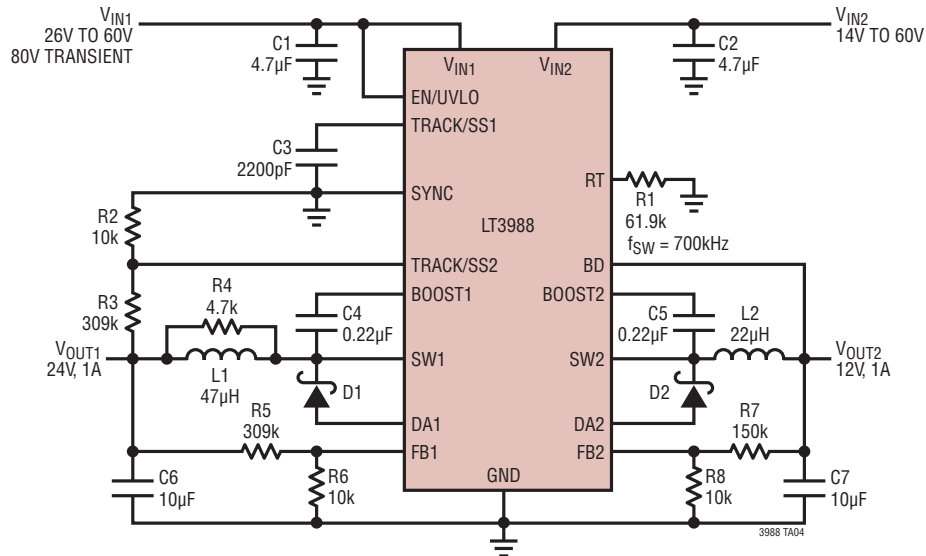 VIN1
26V TO 60V
80V TRANSIENT
C1
4.7µF
VIN1
VIN2
C2
4.7µF
VIN2
14V TO 60V
EN/UVLO
TRACK/SS1
C3
2200pF
SYNC
RT
R1
61.9k
fSW = 700kHz
LT3988
R2
10k
TRACK/SS2
BD
R3
309k
R4
4.7k
BOOST1
BOOST2
C4
0.22µF
C5
0.22µF
L2
22µH
VOUT1
24V, 1A
L1
47µH
SW1
SW2
VOUT2
12V, 1A
D1
D2
R5
309k
DA1
DA2
R7
150k
FB1
FB2
C6
10µF
R6
10k
GND
R8
10k
C7
10µF
3988 TA04